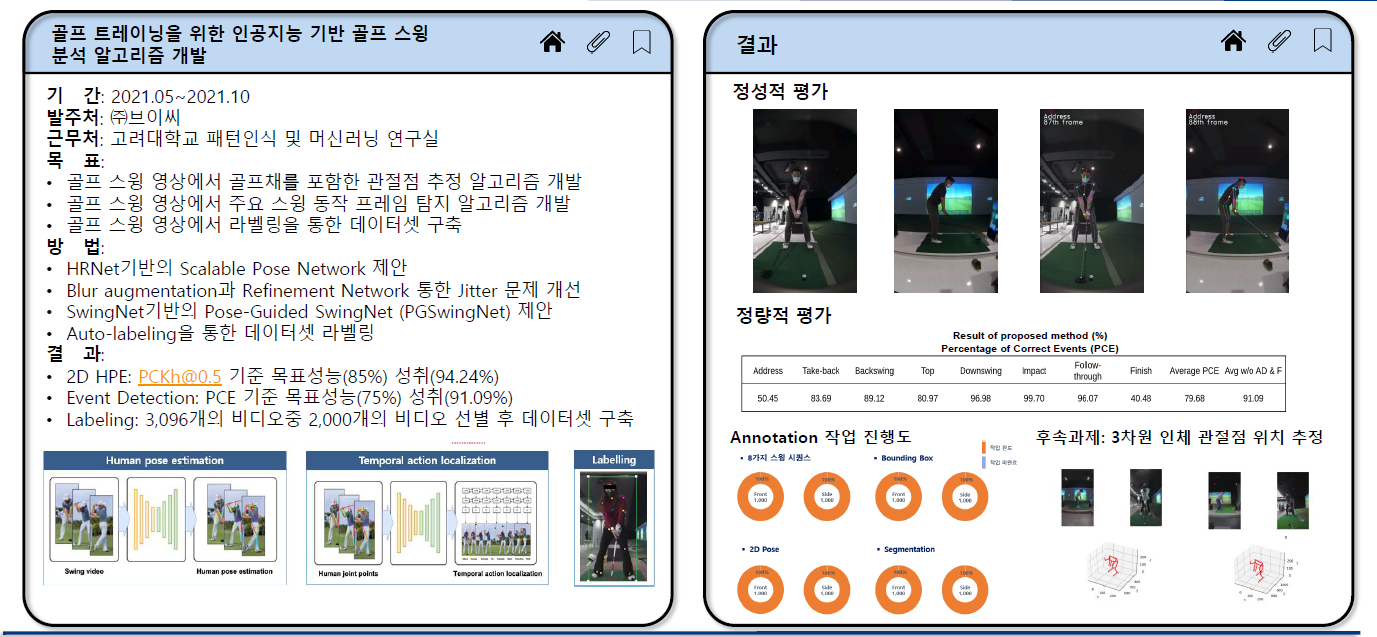 골프 트레이닝을 위한 인공지능 기반 골프 스윙
분석 알고리즘 개발
기 간: 2021.05~2021.10
발주처: ㈜브이씨
근무처: 고려대학교 패턴인식 및 머신러닝 연구실
목 표:
• 골프 스윙 영상에서 골프채를 포함한 관절점 추정 알고리즘 개발
• 골프 스윙 영상에서 주요 스윙 동작 프레임 탐지 알고리즘 개발
• 골프 스윙 영상에서 라벨링을 통한 데이터셋 구축
방 법:
• HRNet기반의 Scalable Pose Network 제안
• Blur augmentation과 Refinement Network 통한 Jitter 문제 개선
• SwingNet기반의 Pose-Guided SwingNet (PGSwingNet) 제안
• Auto-labeling을 통한 데이터셋 라벨링
결 과:
• 2D HPE: PCKh@0.5 기준 목표성능(85%) 성취(94.24%)
• Event Detection: PCE 기준 목표성능(75%) 성취(91.09%)
• Labeling: 3,096개의 비디오중 2,000개의 비디오 선별 후 데이터셋 구축
Human pose estimation
Swing video
Human pose estimation
Temporal action localization
Human joint points
Temporal action localization
Labelling
결과
정성적 평가
Address
87th frame
Address
88th frame
정량적 평가
Result of proposed method (%)
Percentage of Correct Events (PCE)
Address Take-back Backswing Top Downswing Impact Follow-through Finish Average PCE Avg w/o AD & F
50.45 83.69 89.12 80.97 96.98 99.70 96.07 40.48 79.68 91.09
Annotation 작업 진행도
작업 완료
작업 미완료
• 8가지 스윙 시퀀스
• Bounding Box
100%
Front
1,000
100%
Side
1,000
100%
Front
1,000
100%
Side
1,000
• 2D Pose
• Segmentation
100%
Front
1,000
100%
Side
1,000
100%
Front
1,000
100%
Side
1,000
후속과제: 3차원 인체 관절점 위치 추정